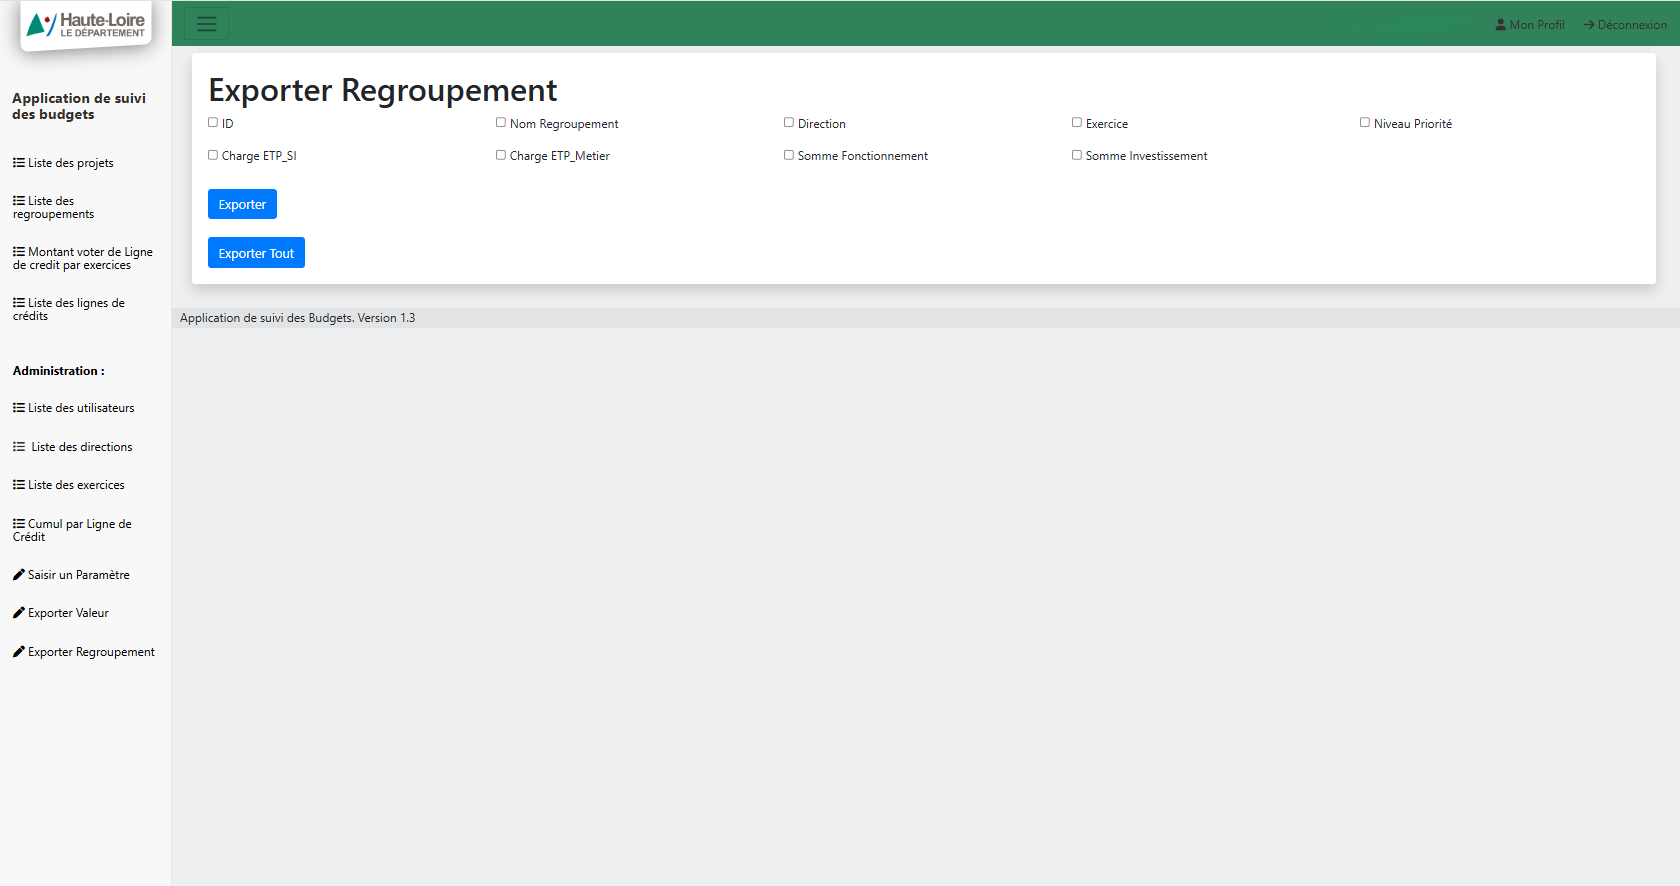 Haute-Loire
LE DÉPARTEMENT
Mon Profil
Déconnexion
Application de suivi
des budgets
Liste des projets
Liste des
regroupements
Montant voter de Ligne
de credit par exercices
Liste des lignes de
crédits
Administration :
Liste des utilisateurs
Liste des directions
Liste des exercices
Cumul par Ligne de
Crédit
Saisir un Paramètre
Exporter Valeur
Exporter Regroupement
Exporter Regroupement
ID
Nom Regroupement
Direction
Exercice
Niveau Priorité
Charge ETP_SI
Charge ETP_Metier
Somme Fonctionnement
Somme Investissement
Exporter
Exporter Tout
Application de suivi des Budgets. Version 1.3